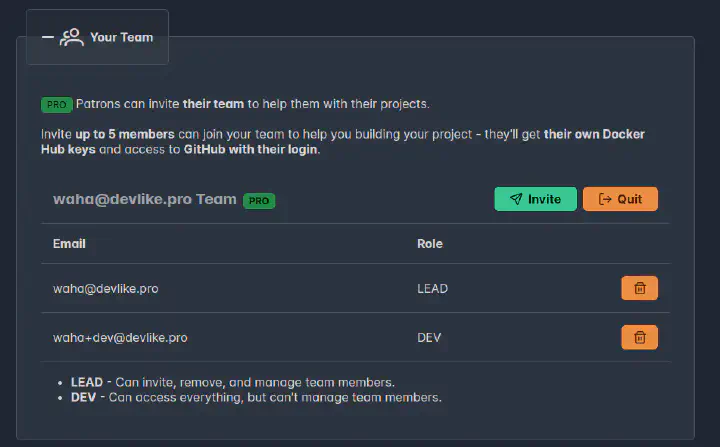 Your Team
PRO Patrons can invite their team to help them with their projects.
Invite up to 5 members can join your team to help you building your project - they'll get their own Docker
Hub keys and access to GitHub with their login.
waha@devlike.pro Team PRO Invite Quit
Email Role
waha@devlike.pro LEAD
waha+dev@devlike.pro DEV
• LEAD - Can invite, remove, and manage team members.
• DEV - Can access everything, but can't manage team members.